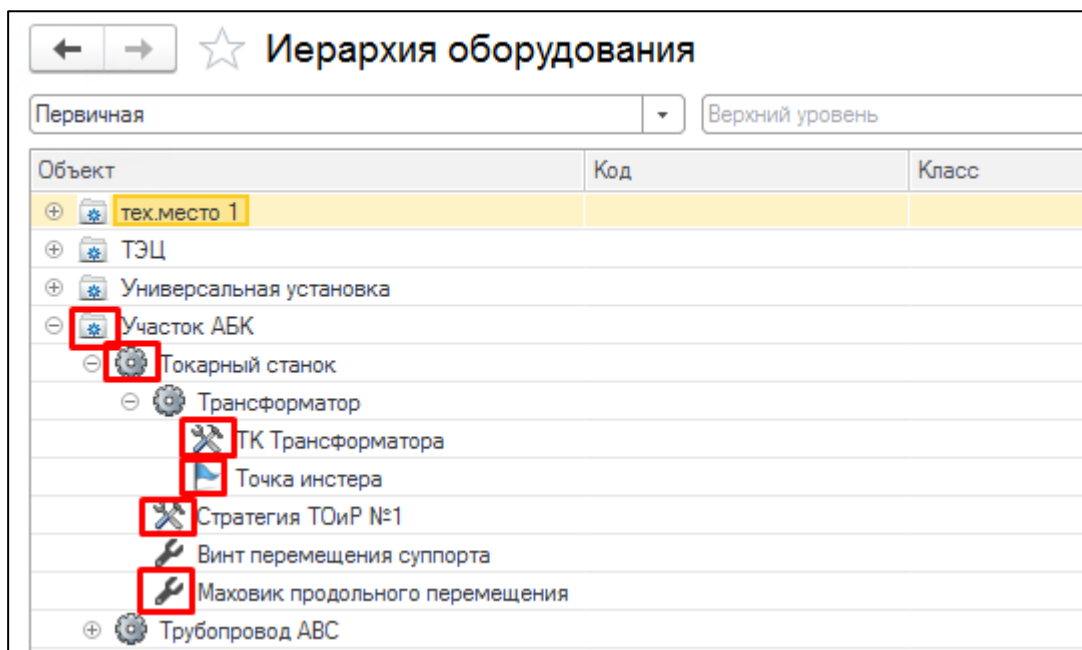 Иерархия оборудования
Первичная Верхний уровень
Объект Код Класс
тех.место 1
ТЭЦ
Универсальная установка
Участок АБК
Токарный станок
Трансформатор
ТК Трансформатора
Точка инстера
Стратегия ТОиР №1
Винт перемещения суппорта
Маховик продольного перемещения
Трубопровод АВС